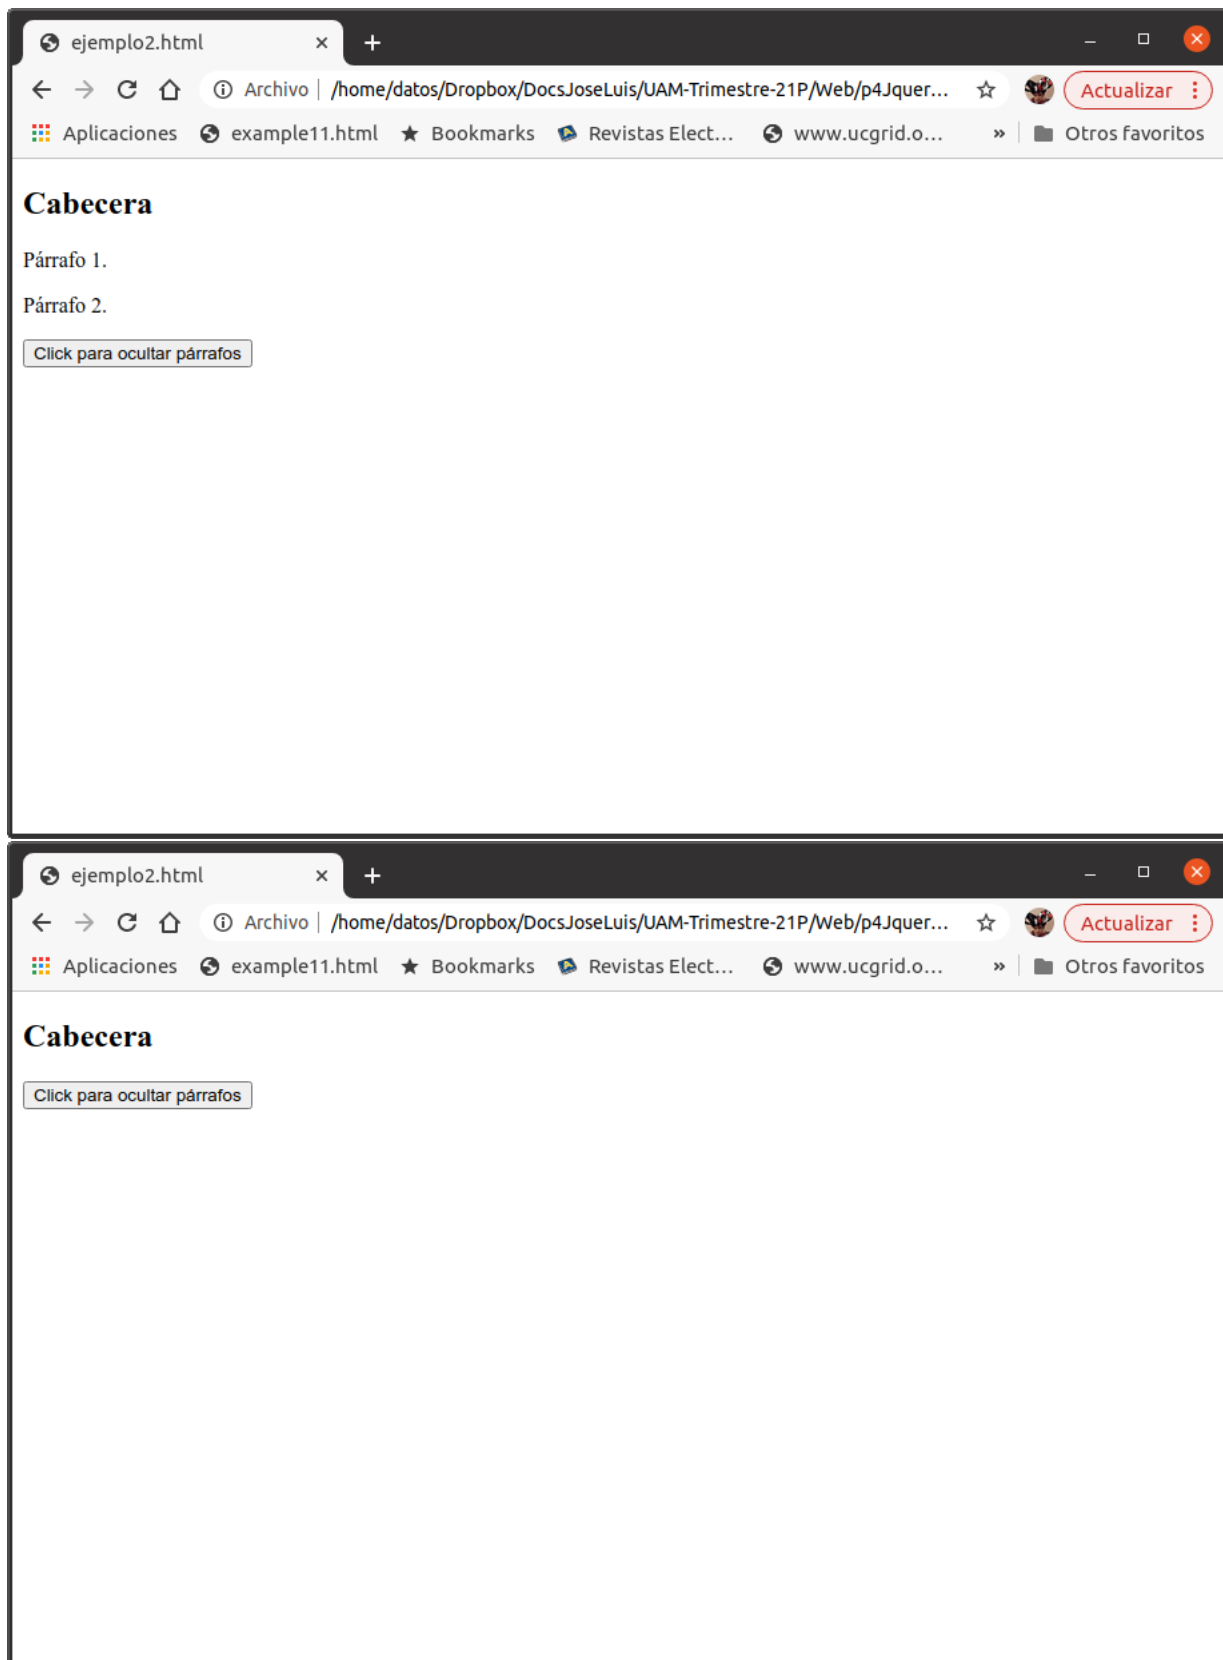 ejemplo2.html
Archivo | /home/datos/Dropbox/DocsJoseLuis/UAM-Trimestre-21P/Web/p4Jquer... Actualizar
Aplicaciones example11.html Bookmarks Revistas Elect... www.ucgrid.o... » Otros favoritos
Cabecera
Párrafo 1.
Párrafo 2.
Click para ocultar párrafos
ejemplo2.html
Archivo | /home/datos/Dropbox/DocsJoseLuis/UAM-Trimestre-21P/Web/p4Jquer... Actualizar
Aplicaciones example11.html Bookmarks Revistas Elect... www.ucgrid.o... » Otros favoritos
Cabecera
Click para ocultar párrafos